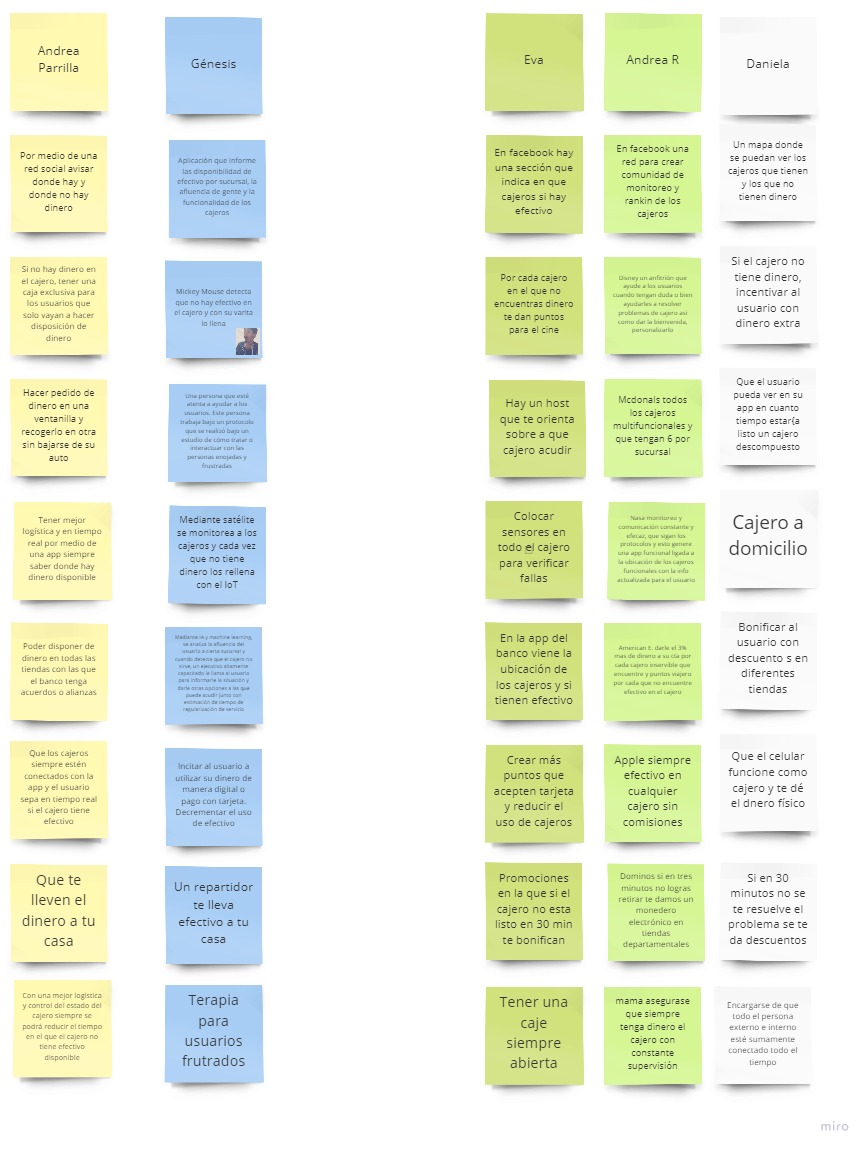 Andrea
Parrilla
Génesis
Eva
Andrea R
Daniela
Por medio de una
red social avisar
donde hay y
donde no hay
dinero
Aplicación que informe
las disponibilidad de
efectivo por sucursal, la
afluencia de gente y la
funcionalidad de los
cajeros
En facebook hay
una sección que
indica en que
cajeros si hay
efectivo
En facebook una
red para crear
comunidad de
monitoreo y
rankin de los
cajeros
Un mapa donde
se puedan ver los
cajeros que tienen
y los que no
tienen dinero
Si no hay dinero en
el cajero, tener una
caja exclusiva para
los usuarios que
solo vayan a hacer
disposición de
dinero
Mickey Mouse detecta
que no hay efectivo en
el cajero y con su varita
lo llena
Por cada cajero
en el que no
encuentras dinero
te dan puntos
para el cine
Disney un anfitrión que
ayude a los usuarios
cuando tengan duda o bien
ayudarles a resolver
problemas de cajero así
como dar la bienvenida,
personalizarlo
Si el cajero no
tiene dinero,
incentivar al
usuario con
dinero extra
Hacer pedido de
dinero en una
ventanilla y
recogerlo en otra
sin bajarse de su
auto
Una persona que esté
atenta a ayudar a los
usuarios. Este persona
trabaja bajo un protocolo
que se realizó bajo un
estudio de cómo tratar o
interactuar con las
personas enojadas y
frustradas
Hay un host
que te orienta
sobre a que
cajero acudir
Mcdonals todos
los cajeros
multifuncionales y
que tengan 6 por
sucursal
Que el usuario
pueda ver en su
app en cuanto
tiempo estar{a
listo un cajero
descompuesto
Tener mejor
logística y en tiempo
real por medio de
una app siempre
saber donde hay
dinero disponible
Mediante satélite
se monitorea a los
cajeros y cada vez
que no tiene
dinero los rellena
con el IoT
Colocar
sensores en
todo el cajero
para verificar
fallas
Nasa monitoreo y
comunicación constante y
efecaz, que sigan los
protocolos y esto genere
una app funcional ligada a
la ubicación de los cajeros
funcionales con la info
actualizada para el usuario
Cajero a
domicilio
Poder disponer de
dinero en todas las
tiendas con las que
el banco tenga
acuerdos o alianzas
Mediante IA y machine learning,
se analiza la afluencia del
usuario a cierta sucursal y
cuando detecta que el cajero no
sirve, un ejecutivo altamente
capacitado le llama al usuario
para informarle la situación y
darle otras opciones a las que
puede acudir junto con
estimación de tiempo de
regularización de servicio
En la app del
banco viene la
ubicación de
los cajeros y si
tienen efectivo
American E. darle el 3%
mas de dinero a su cta por
cada cajero inservible que
encuentre y puntos viajero
por cada que no encuentre
efectivo en el cajero
Bonificar al
usuario con
descuento s en
diferentes
tiendas
Que los cajeros
siempre estén
conectados con la
app y el usuario
sepa en tiempo real
si el cajero tiene
efectivo
Incitar al usuario a
utilizar su dinero de
manera digital o
pago con tarjeta.
Decrementar el uso
de efectivo
Crear más
puntos que
acepten tarjeta
y reducir el
uso de cajeros
Apple siempre
efectivo en
cualquier
cajero sin
comisiones
Que el celular
funcione como
cajero y te dé
el dnero físico
Que te
lleven el
dinero a tu
casa
Un repartidor
te lleva
efectivo a tu
casa
Promociones
en la que si el
cajero no esta
listo en 30 min
te bonifican
Dominos si en tres
minutos no logras
retirar te damos un
monedero
electrónico en
tiendas
departamentales
Si en 30
minutos no se
te resuelve el
problema se te
da descuentos
Con una mejor logística
y control del estado del
cajero siempre se
podrá reducir el tiempo
en el que el cajero no
tiene efectivo
disponible
Terapia
para
usuarios
frutrados
Tener una
caje
siempre
abierta
mama asegurase
que siempre
tenga dinero el
cajero con
constante
supervisión
Encargarse de que
todo el persona
externo e interno
esté sumamente
conectado todo el
tiempo
miro